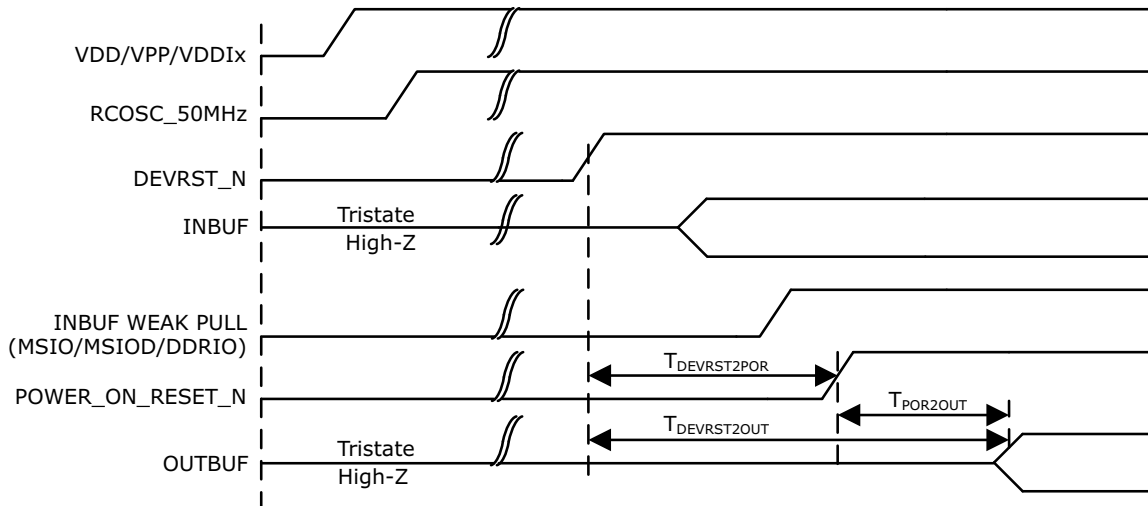 VDD/VPP/VDDIx
RCOSC_50MHz
DEVRST_N
Tristate
INBUF
High-Z
INBUF WEAK PULL
(MSIO/MSIOD/DDRIO)
TDEVRST2POR
POWER_ON_RESET_N
TPOR2OUT
TDEVRST2OUT
Tristate
OUTBUF
High-Z